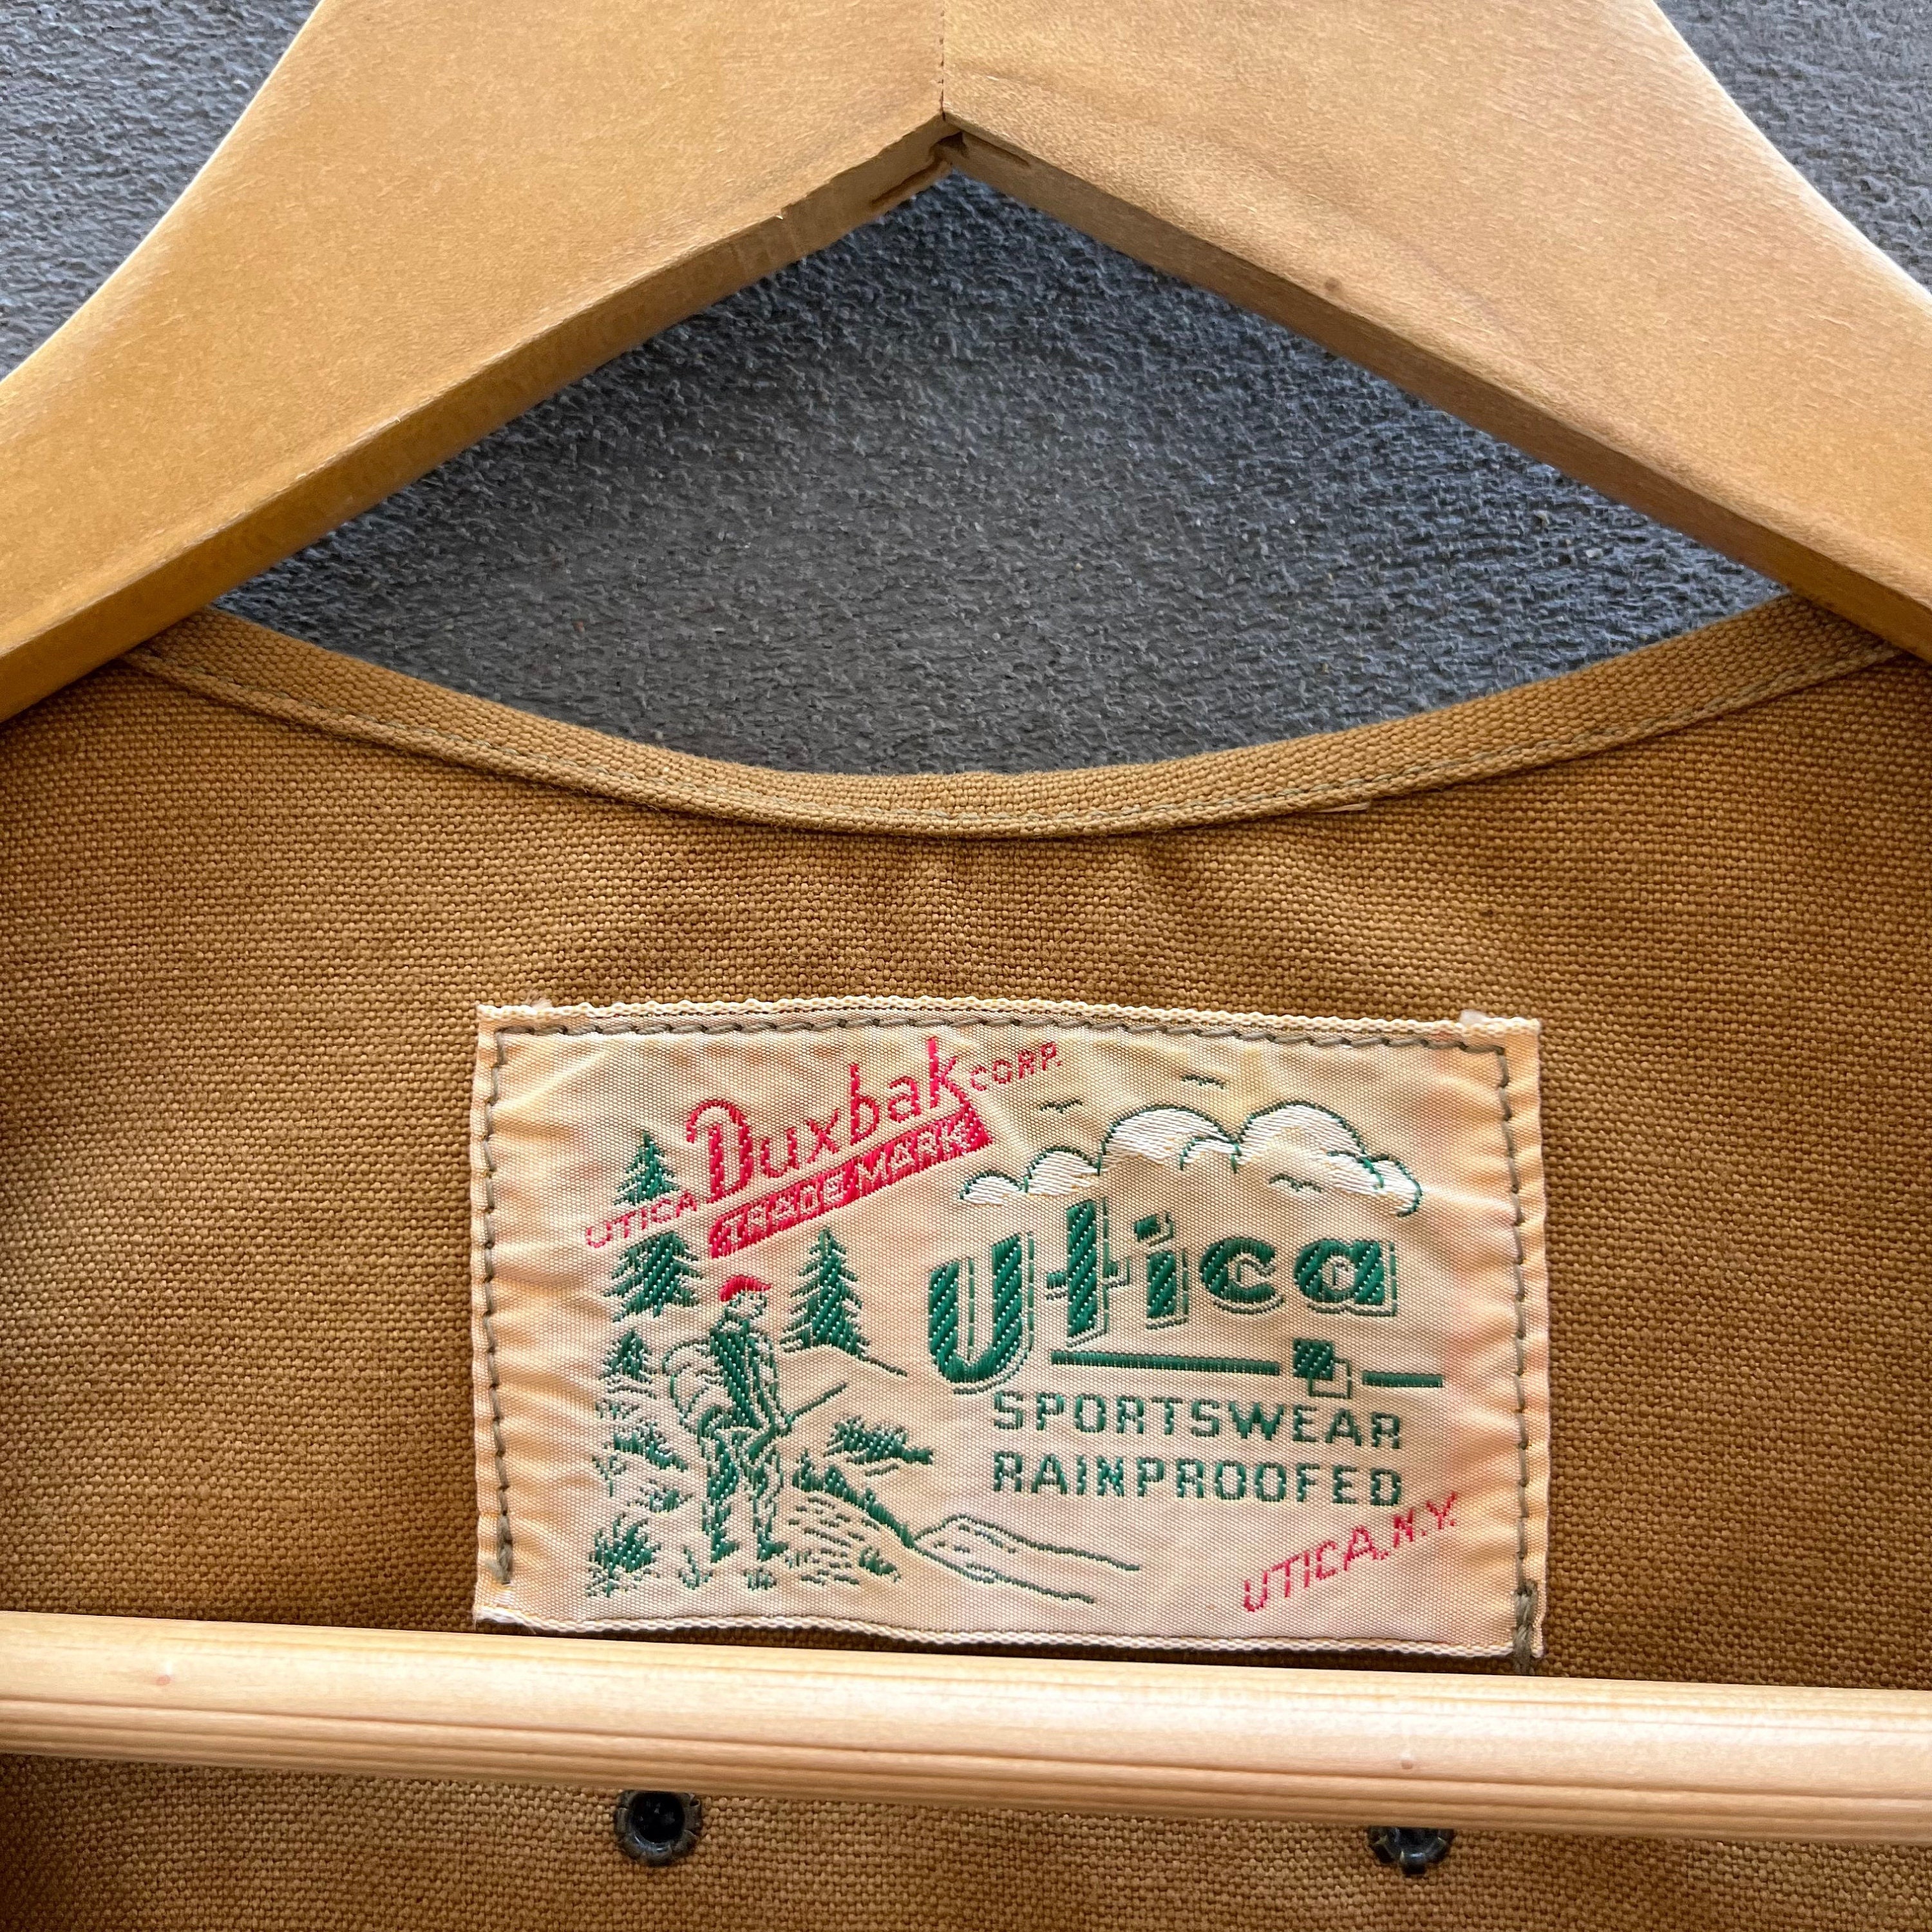 UTICA Duxbak CORP.
TRADE MARK
Utica
SPORTSWEAR
RAINPROOFED
UTICA, N.Y.